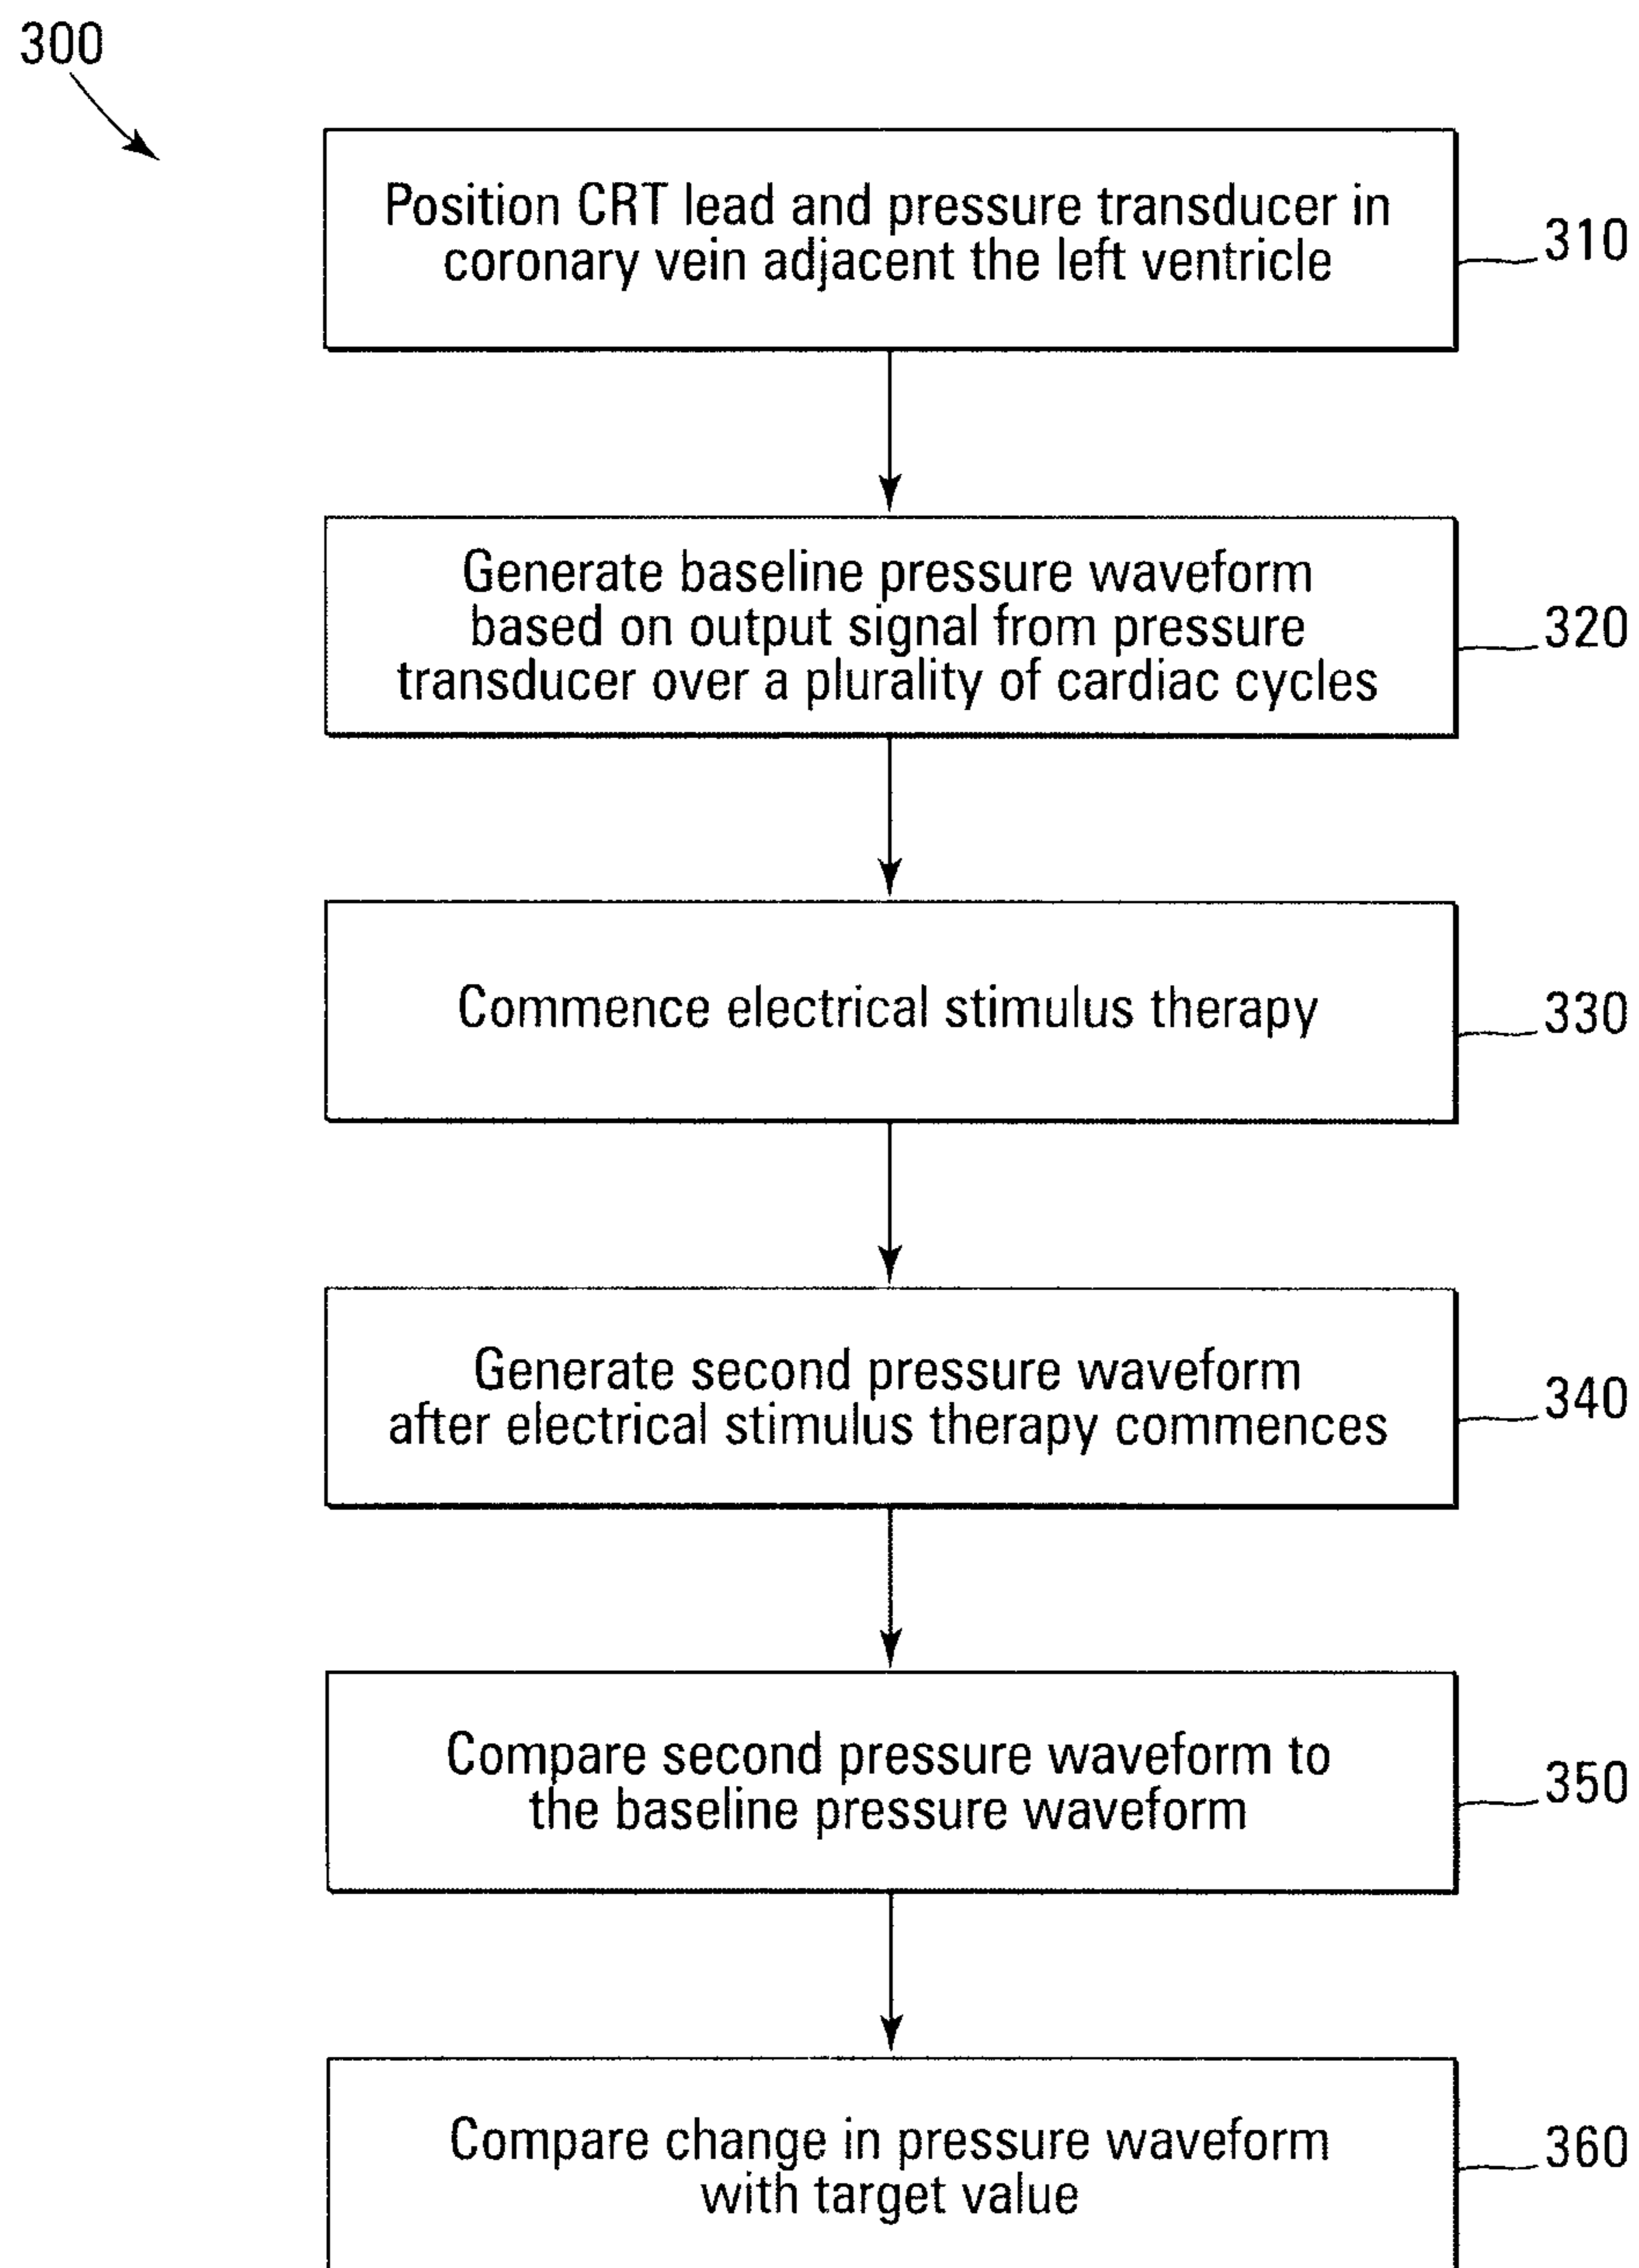 300
Position CRT lead and pressure transducer in
coronary vein adjacent the left ventricle
310
Generate baseline pressure waveform
based on output signal from pressure
transducer over a plurality of cardiac cycles
320
Commence electrical stimulus therapy
330
Generate second pressure waveform
after electrical stimulus therapy commences
340
Compare second pressure waveform to
the baseline pressure waveform
350
Compare change in pressure waveform
with target value
360